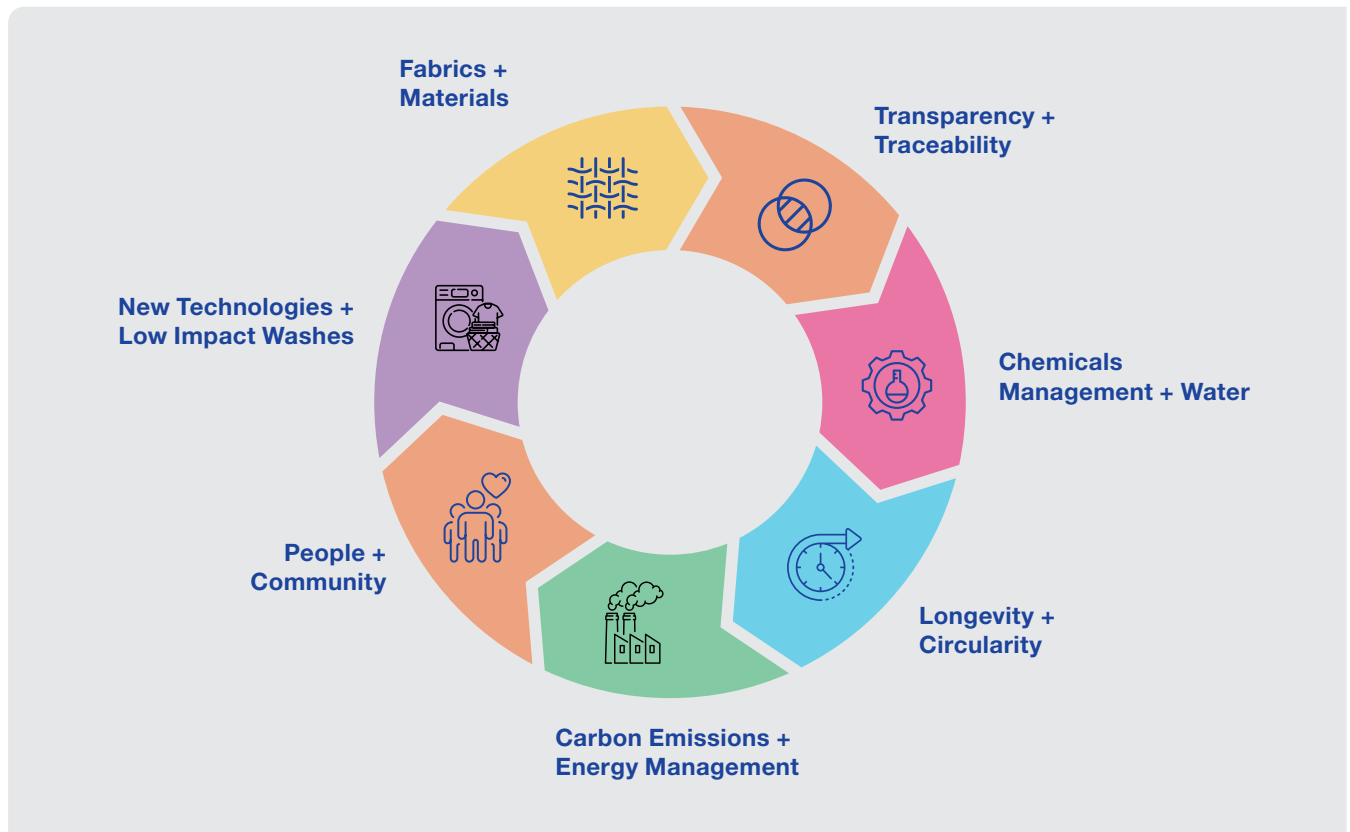 Fabrics +
Materials
Transparency +
Traceability
Chemicals
Management + Water
Longevity +
Circularity
Carbon Emissions +
Energy Management
People +
Community
New Technologies +
Low Impact Washes